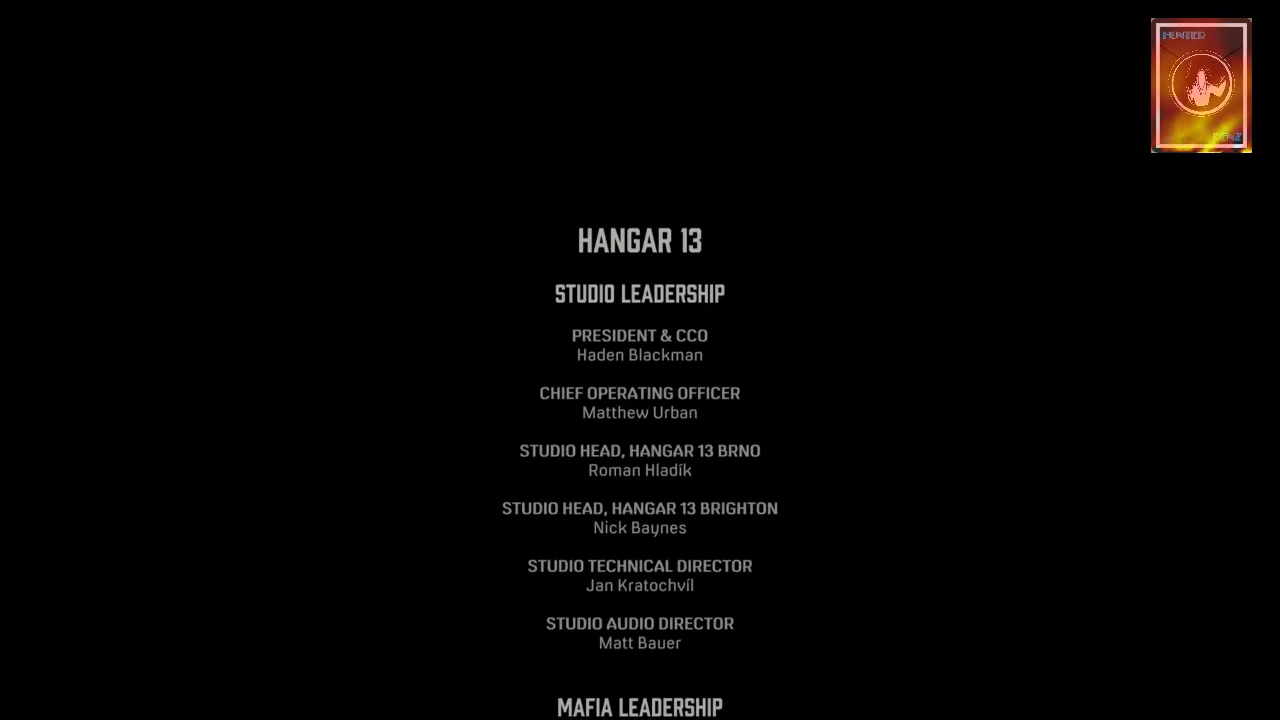 HUNTER
HANGAR 13
STUDIO LEADERSHIP
PRESIDENT & CCO
Haden Blackman
CHIEF OPERATING OFFICER
Matthew Urban
STUDIO HEAD, HANGAR 13 BRNO
Roman Hladík
STUDIO HEAD, HANGAR 13 BRIGHTON
Nick Baynes
STUDIO TECHNICAL DIRECTOR
Jan Kratochvíl
STUDIO AUDIO DIRECTOR
Matt Bauer
MAFIA LEADERSHIP